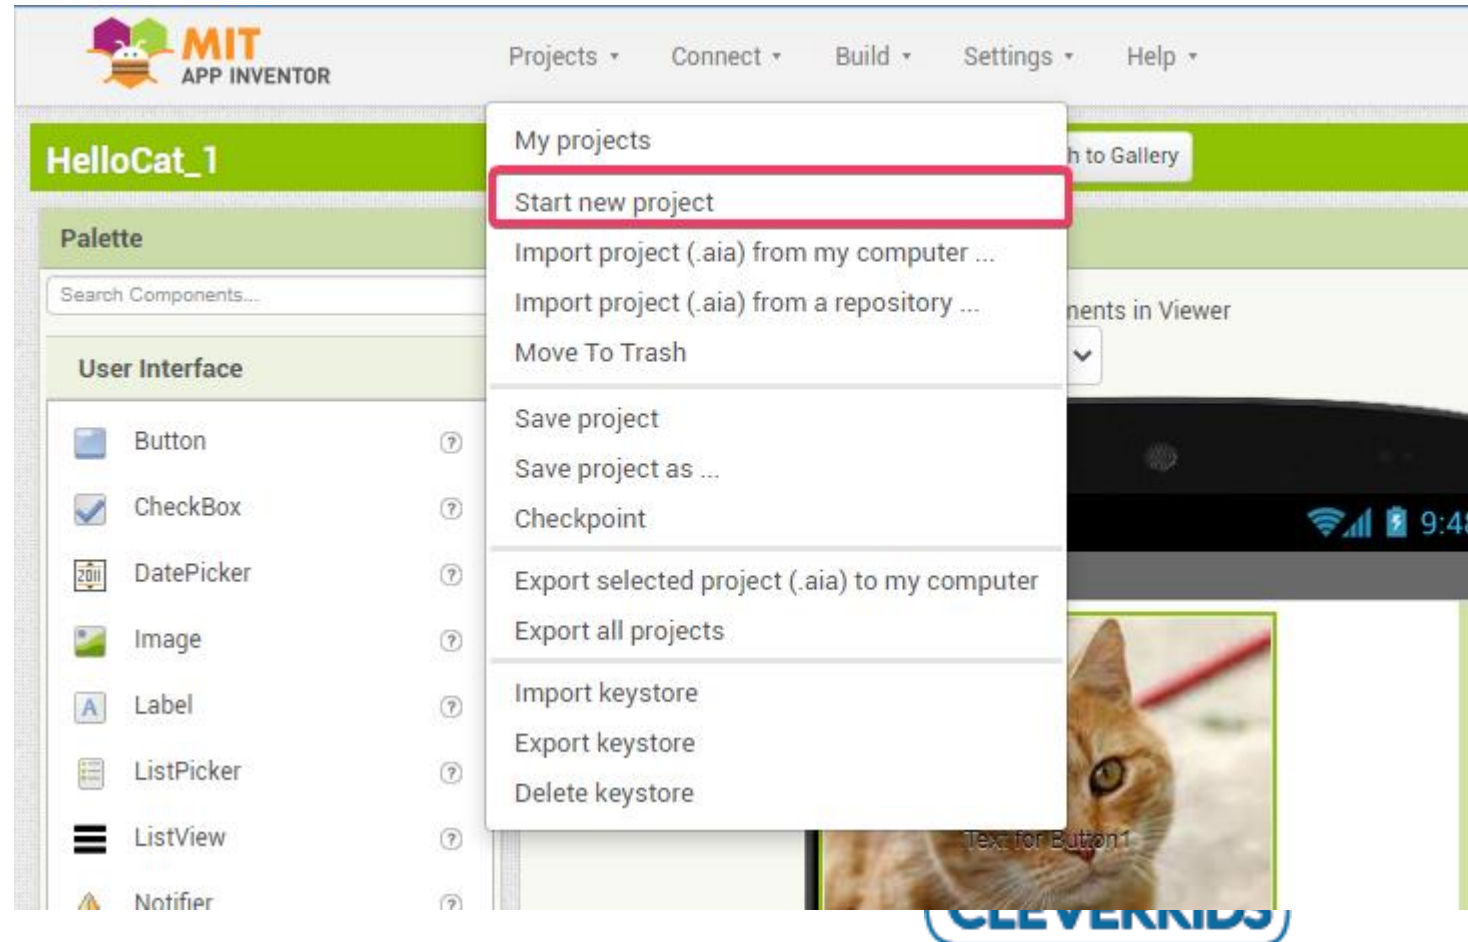 MIT
APP INVENTOR
Projects
Connect
Build
Settings
Help
HelloCat_1
My projects
Start new project
Import project (.aia) from my computer ...
Import project (.aia) from a repository ...
Move To Trash
Save project
Save project as ...
Checkpoint
Export selected project (.aia) to my computer
Export all projects
Import keystore
Export keystore
Delete keystore
to Gallery
Palette
Search Components...
in Viewer
User Interface
Button
CheckBox
DatePicker
Image
Label
ListPicker
ListView
Notifier
Text for Button1
CLEVERKIDS